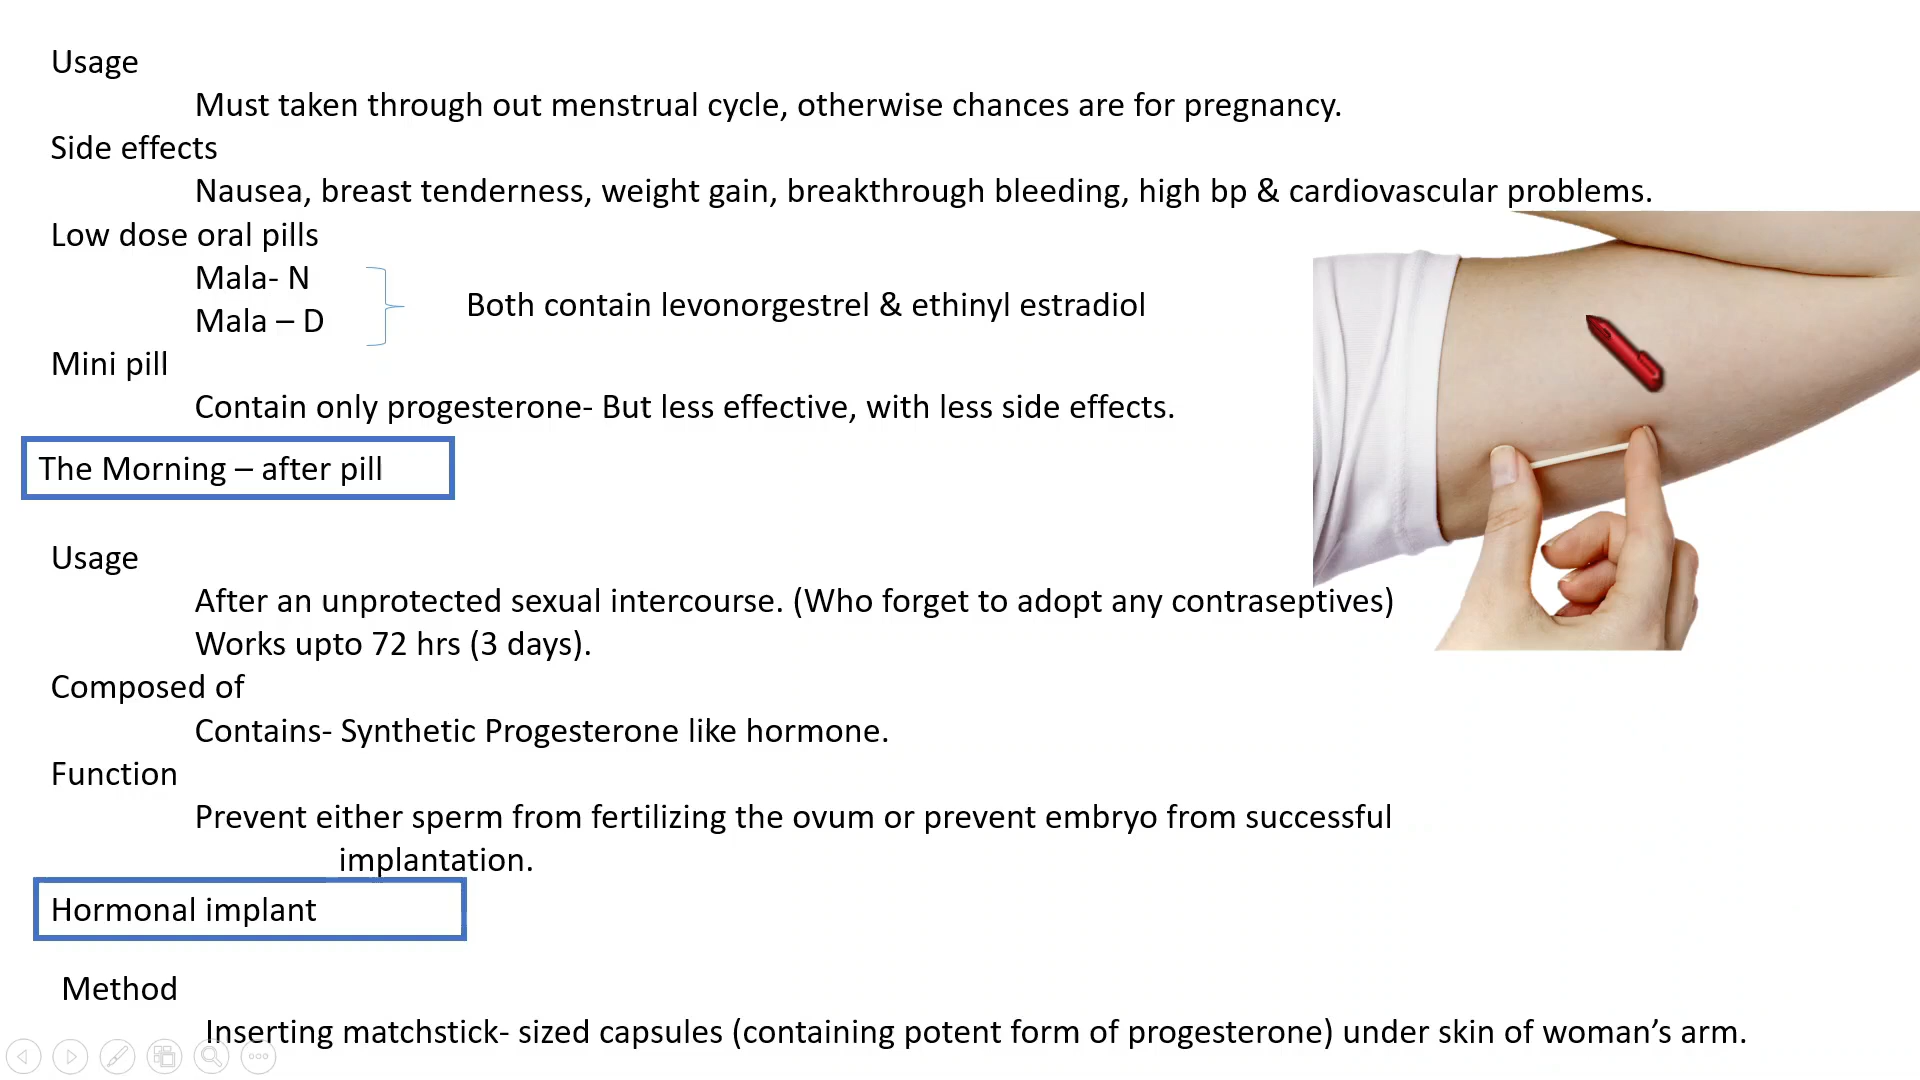 Usage
Must taken through out menstrual cycle, otherwise chances are for pregnancy.
Side effects
Nausea, breast tenderness, weight gain, breakthrough bleeding, high bp & cardiovascular problems.
Low dose oral pills
Mala- N
Mala – D
Both contain levonorgestrel & ethinyl estradiol
Mini pill
Contain only progesterone- But less effective, with less side effects.
The Morning – after pill
Usage
After an unprotected sexual intercourse. (Who forget to adopt any contraseptives)
Works upto 72 hrs (3 days).
Composed of
Contains- Synthetic Progesterone like hormone.
Function
Prevent either sperm from fertilizing the ovum or prevent embryo from successful
implantation.
Hormonal implant
Method
Inserting matchstick- sized capsules (containing potent form of progesterone) under skin of woman’s arm.